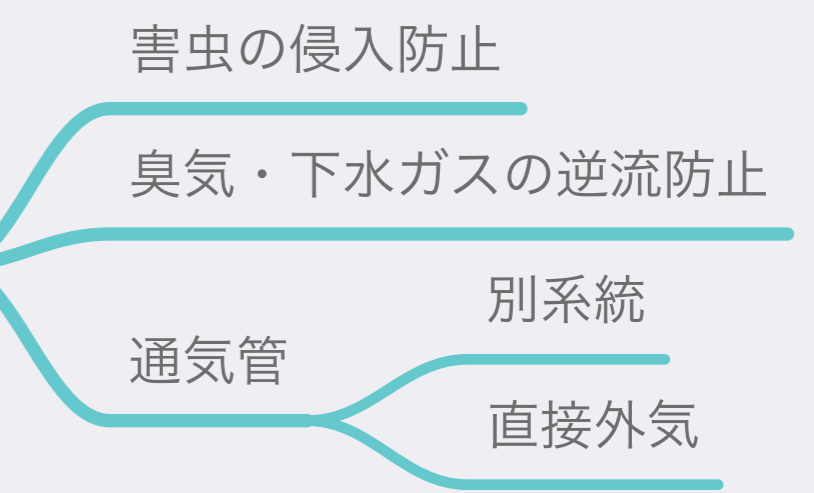 害虫の侵入防止
臭気・下水ガスの逆流防止
通気管
別系統
直接外気